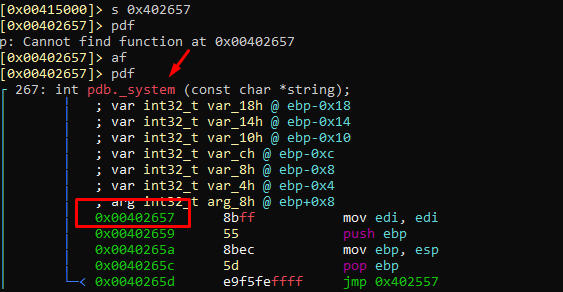 [0x00415000]> s 0x402657
[0x00402657]> pdf
p: Cannot find function at 0x00402657
[0x00402657]> af
[0x00402657]> pdf
267: int pdb._system (const char *string);
; var int32_t var_18h @ ebp-0x18
; var int32_t var_14h @ ebp-0x14
; var int32_t var_10h @ ebp-0x10
; var int32_t var_ch @ ebp-0xc
; var int32_t var_8h @ ebp-0x8
; var int32_t var_4h @ ebp-0x4
; arg int32_t arg_8h @ ebp+0x8
0x00402657 8bff mov edi, edi
0x00402659 55 push ebp
0x0040265a 8bec mov ebp, esp
0x0040265c 5d pop ebp
0x0040265d e9f5feffff jmp 0x402557